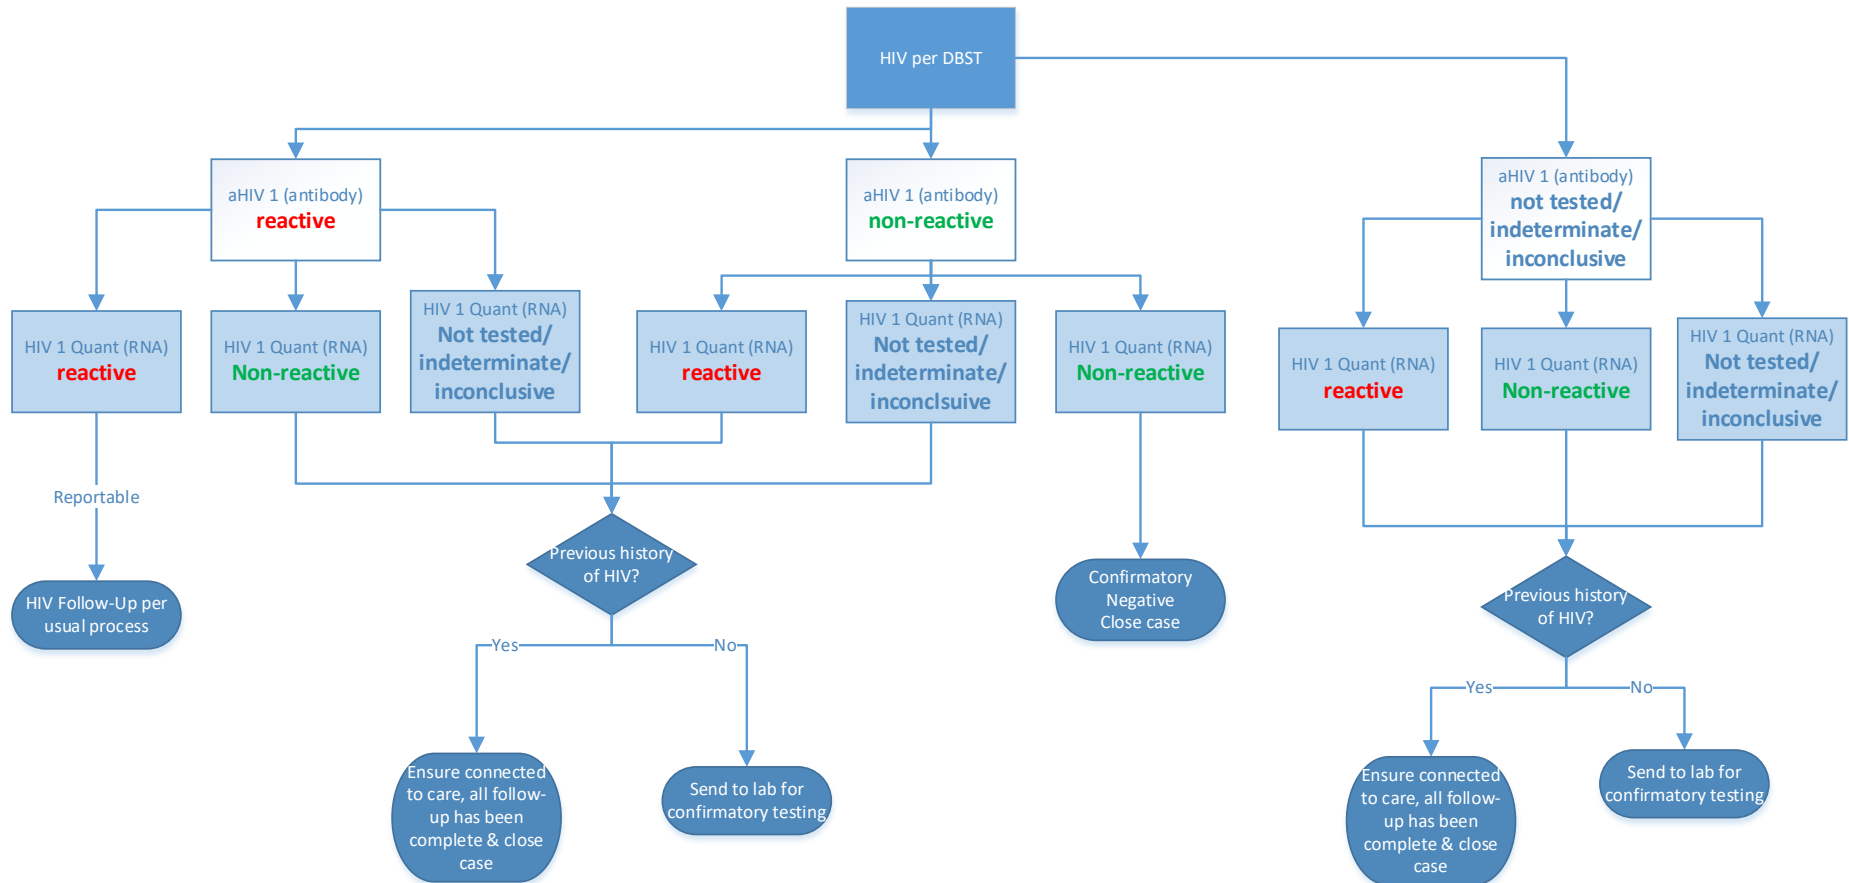 HIV per DBST
aHIV 1 (antibody)
reactive
aHIV 1 (antibody)
non-reactive
aHIV 1 (antibody)
not tested/
indeterminate/
inconclusive
HIV 1 Quant (RNA)
reactive
HIV 1 Quant (RNA)
Non-reactive
HIV 1 Quant (RNA)
Not tested/
indeterminate/
inconclusive
HIV 1 Quant (RNA)
reactive
HIV 1 Quant (RNA)
Not tested/
indeterminate/
inconclsuive
HIV 1 Quant (RNA)
Non-reactive
HIV 1 Quant (RNA)
reactive
HIV 1 Quant (RNA)
Non-reactive
HIV 1 Quant (RNA)
Not tested/
indeterminate/
inconclusive
Reportable
HIV Follow-Up per
usual process
Previous history
of HIV?
Confirmatory
Negative
Close case
Previous history
of HIV?
Yes
No
Yes
No
Ensure connected
to care, all follow-
up has been
complete & close
case
Send to lab for
confirmatory testing
Ensure connected
to care, all follow-
up has been
complete & close
case
Send to lab for
confirmatory testing